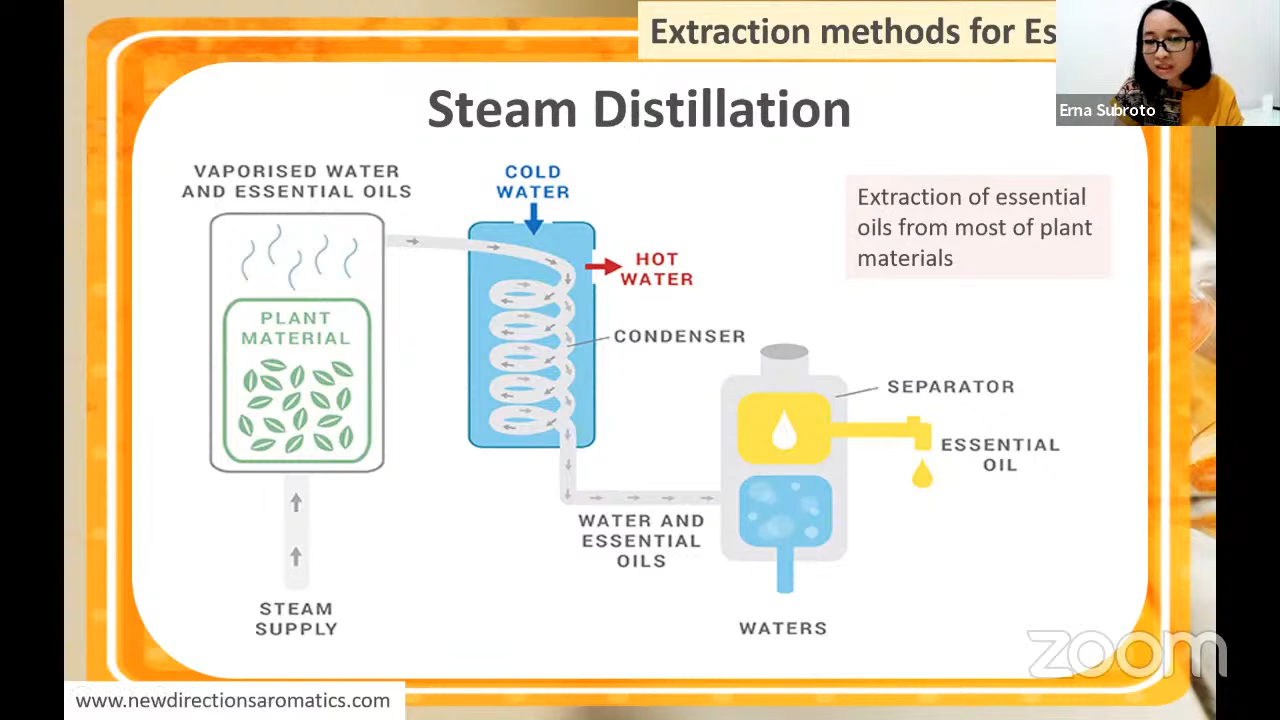 Extraction methods for Es
Erna Subroto
Steam Distillation
VAPORISED WATER
AND ESSENTIAL OILS
COLD
WATER
Extraction of essential
oils from most of plant
materials
HOT
WATER
PLANT
MATERIAL
CONDENSER
SEPARATOR
ESSENTIAL
OIL
WATER AND
ESSENTIAL
OILS
STEAM
SUPPLY
WATERS
zoom
www.newdirectionsaromatics.com